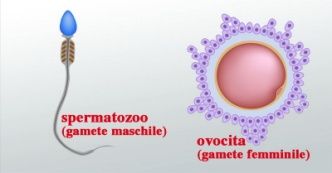 spermatozoo
(gamete maschile)
ovocita
(gamete femminile)